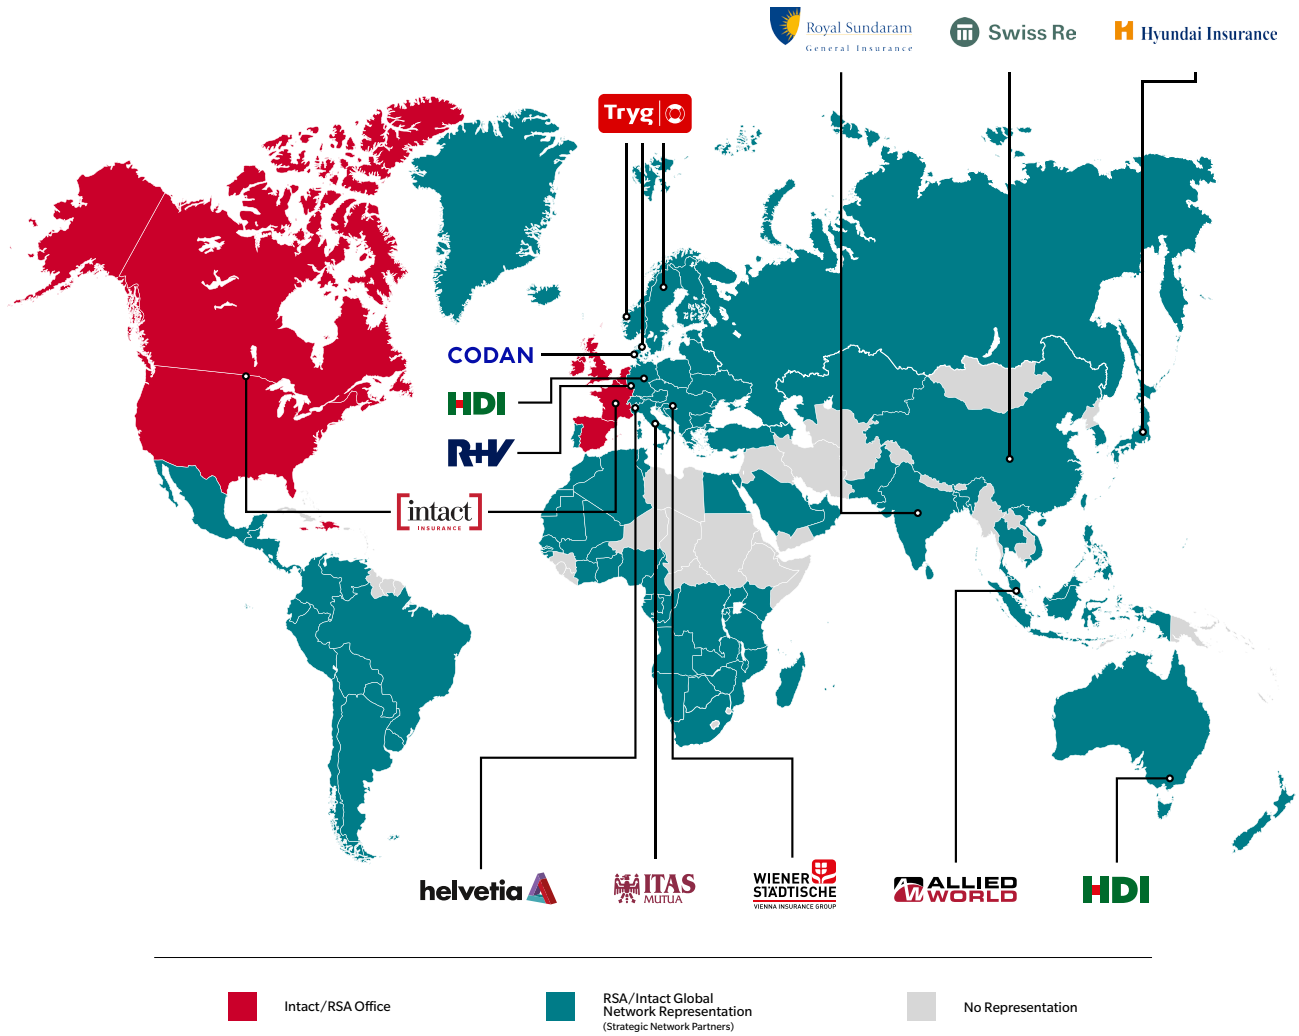 Royal Sundaram
General Insurance
Swiss Re
Hyundai Insurance
Tryg
CODAN
HDI
R+V
intact
INSURANCE
helvetia
ITAS
MUTUA
WIENER
STÄDTISCHE
VIENNA INSURANCE GROUP
AW
ALLIED
WORLD
HDI
Intact/RSA Office
RSA/Intact Global
Network Representation
(Strategic Network Partners)
No Representation